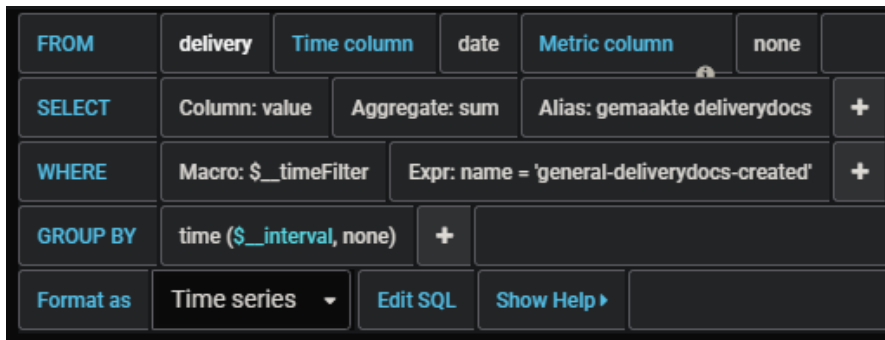 FROM delivery Time column date Metric column none
SELECT Column: value Aggregate: sum Alias: gemaakte deliverydocs +
WHERE Macro: $__timeFilter Expr: name = 'general-deliverydocs-created' +
GROUP BY time ($__interval, none) +
Format as Time series Edit SQL Show Help